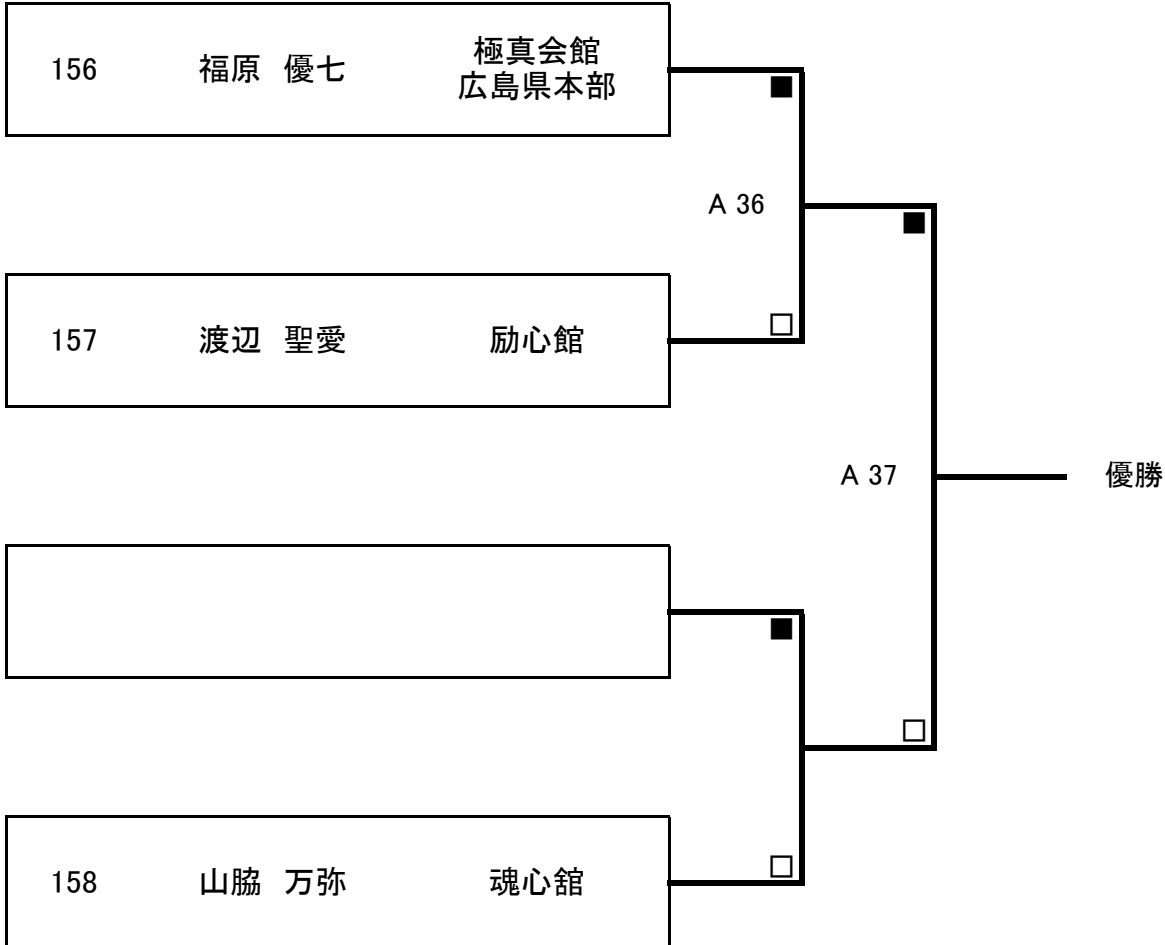 156 福原 優七 極真会館
広島県本部
■
A 36
■
□
157 渡辺 聖愛 励心館
A 37 優勝
■
□
□
158 山脇 万弥 魂心舘